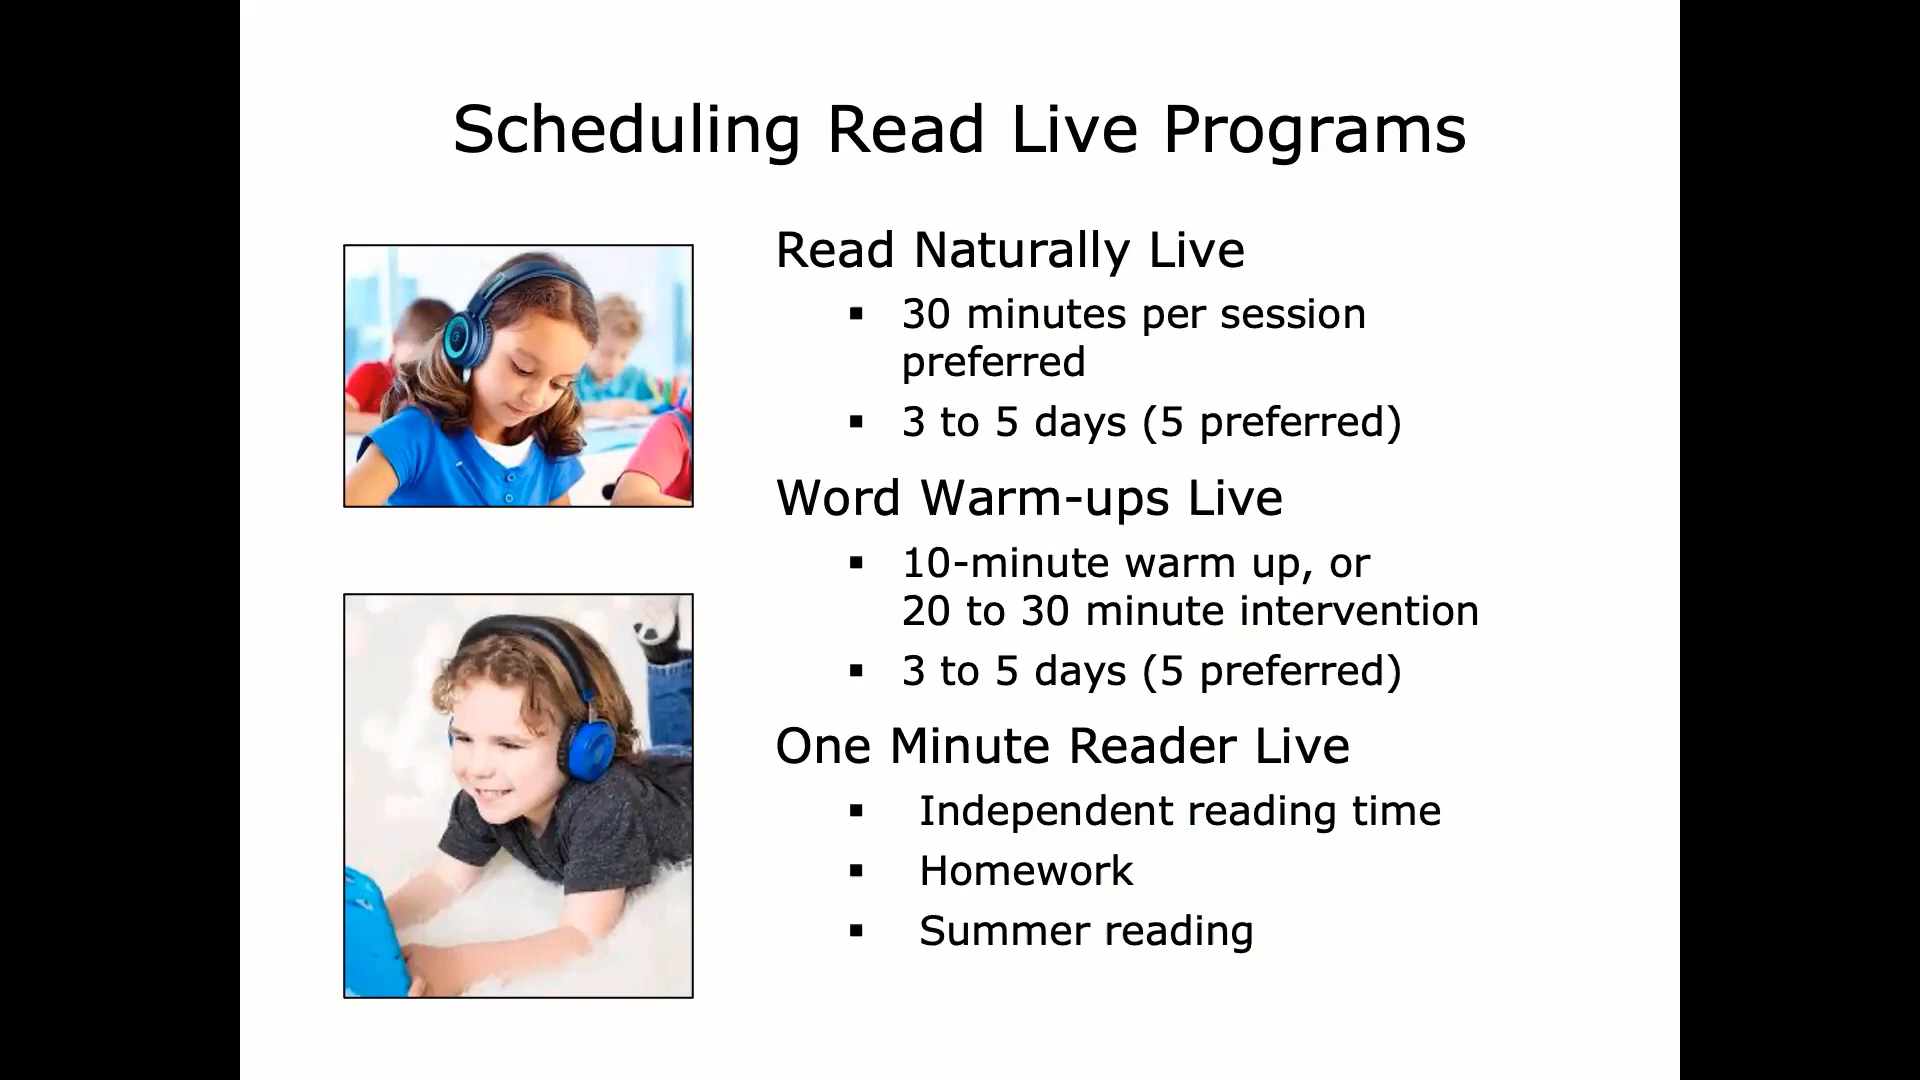 Scheduling Read Live Programs
Read Naturally Live
▪ 30 minutes per session
preferred
▪ 3 to 5 days (5 preferred)
Word Warm-ups Live
▪ 10-minute warm up, or
20 to 30 minute intervention
▪ 3 to 5 days (5 preferred)
One Minute Reader Live
▪ Independent reading time
▪ Homework
▪ Summer reading